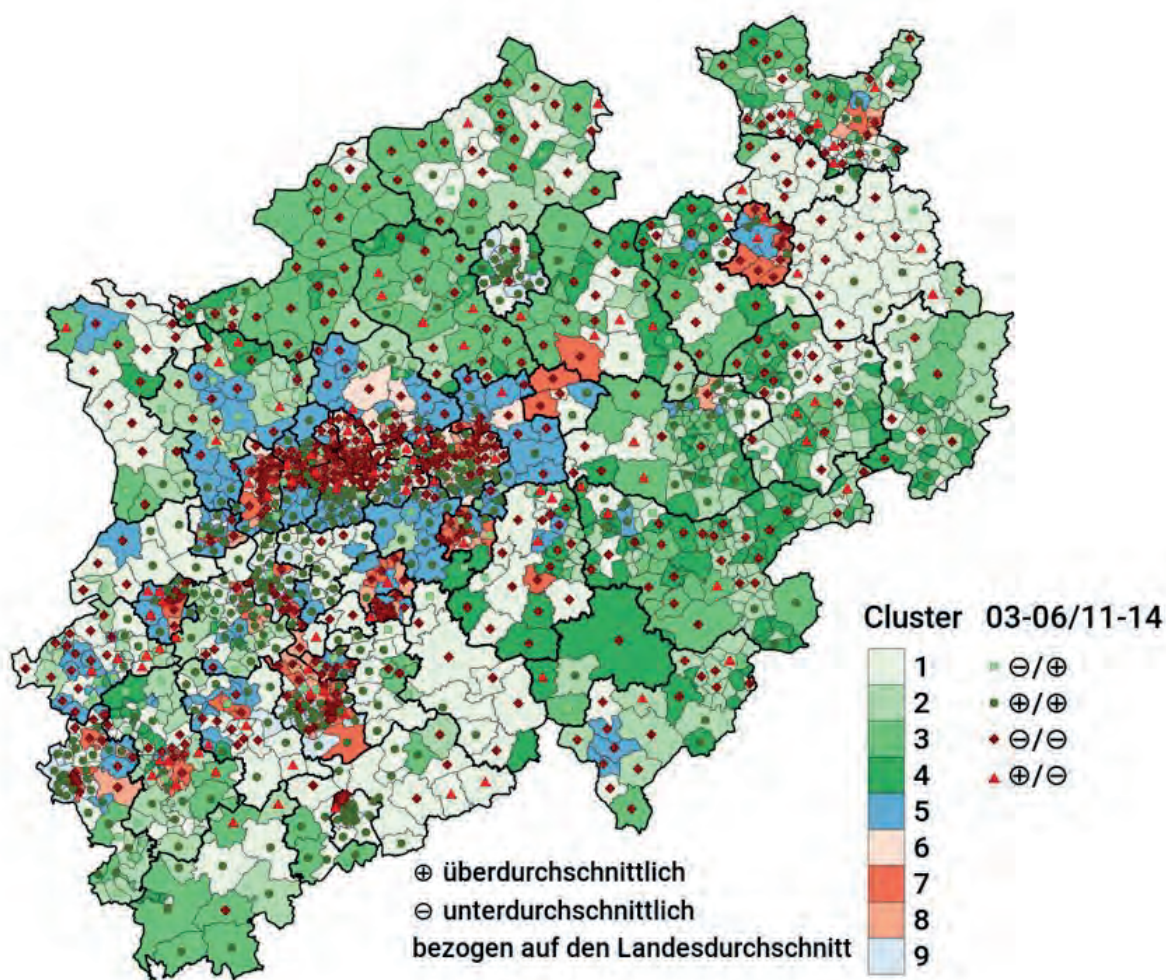 Cluster 03-06/11-14
1 ⊖/⊕
2 ⊕/⊕
3 ⊖/⊖
4 ⊕/⊖
5
6
7
8
9
⊕ überdurchschnittlich
⊖ unterdurchschnittlich
bezogen auf den Landesdurchschnitt